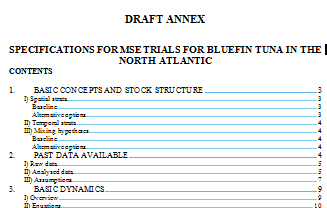 DRAFT ANNEX
SPECIFICATIONS FOR MSE TRIALS FOR BLUEFIN TUNA IN THE
NORTH ATLANTIC
CONTENTS
1. BASIC CONCEPTS AND STOCK STRUCTURE 3
I) Spatial strata 3
Baseline 3
Alternative options 3
II) Temporal strata 4
III) Mixing hypotheses 4
Baseline 4
Alternative options 4
2. PAST DATA AVAILABLE 4
I) Raw data 5
II) Analysed data 5
III) Assumptions 7
3. BASIC DYNAMICS 9
I) Overview 9
II) Equations 10